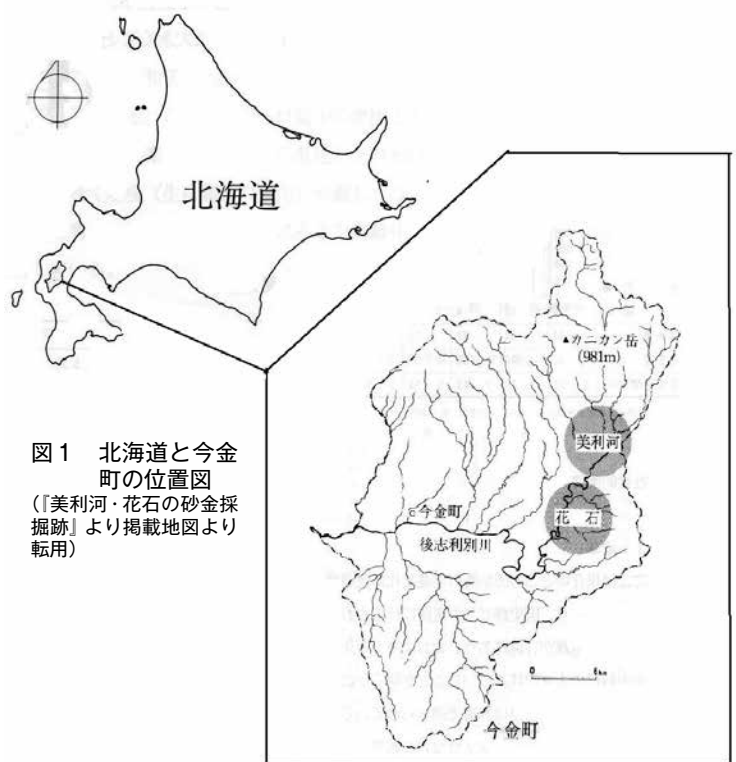 北海道
▲カニカン岳
(981m)
美利河
花石
今金町
後志利別川
今金町
図1 北海道と今金
町の位置図
(『美利河・花石の砂金採
掘跡』より掲載地図より
転用)